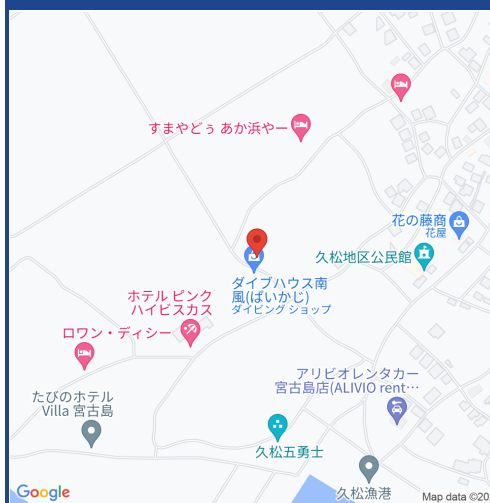 すまやどぅ あか浜やー
花の藤商
花屋
久松地区公民館
ダイブハウス南
風(ぱいかじ)
ダイビング ショップ
ホテル ピンク
ハイビスカス
ロワン・ディシー
アリビオレンタカー
宮古島店(ALIVIO rent…
たびのホテル
Villa 宮古島
久松五勇士
久松漁港
Google
Map data ©20